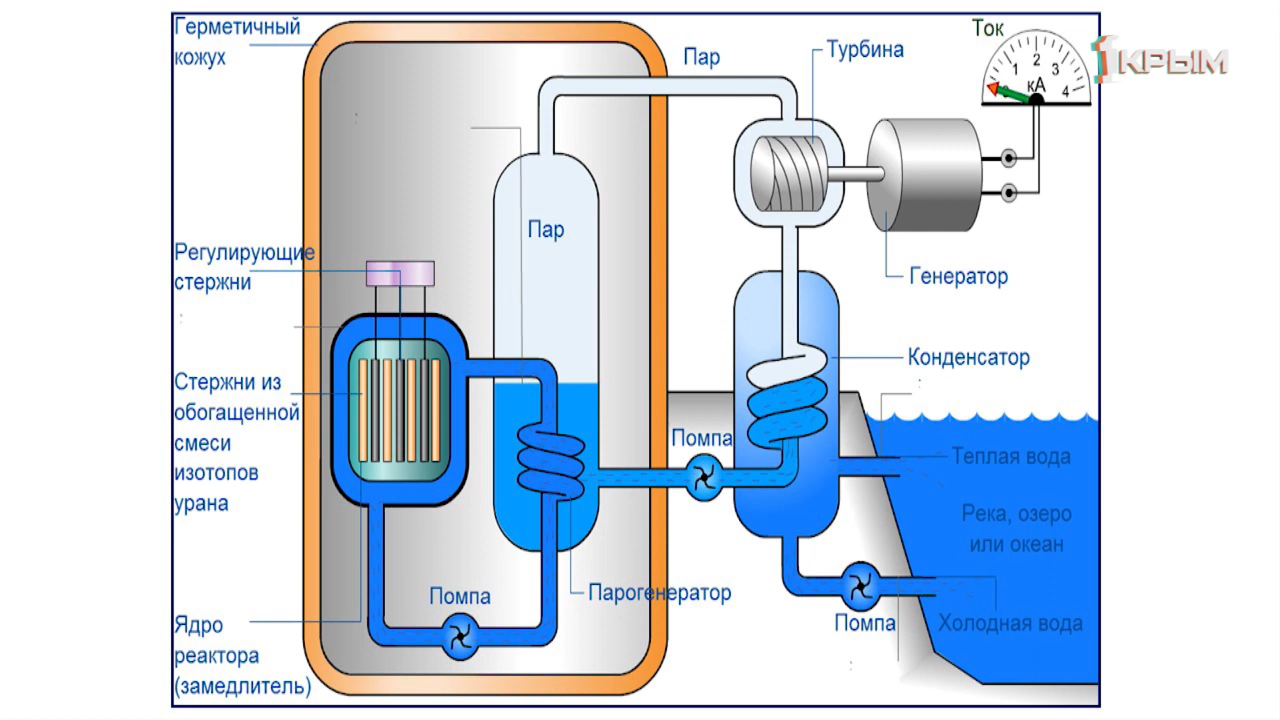 Герметичный
кожух
Пар
Турбина
Ток
1 2 3 4
кА
1КРЫМ
Пар
Регулирующие
стержни
Генератор
Конденсатор
Стержни из
обогащенной
смеси
изотопов
урана
Помпа
Теплая вода
Река, озеро
или океан
Помпа
Парогенератор
Помпа
Холодная вода
Ядро
реактора
(замедлитель)